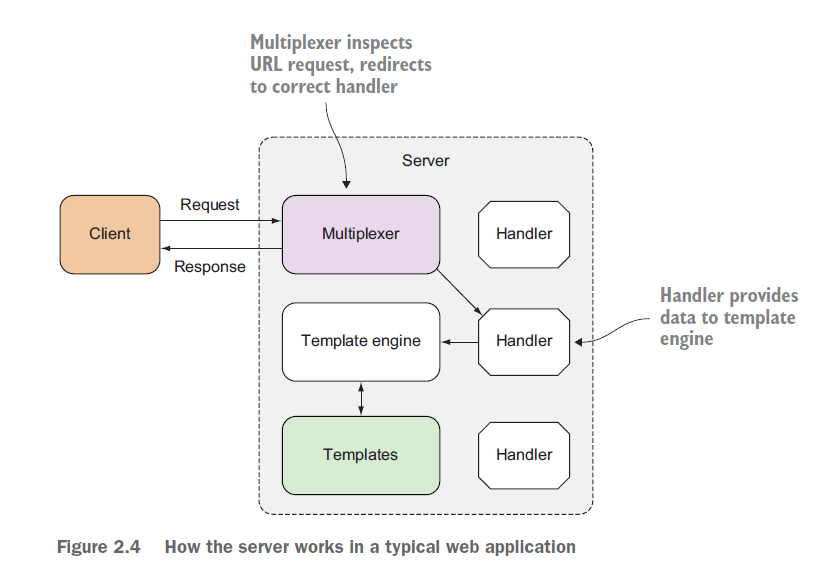 Multiplexer inspects
URL request, redirects
to correct handler
Server
Request
Client
Multiplexer
Handler
Response
Handler provides
data to template
engine
Template engine
Handler
Templates
Handler
Figure 2.4 How the server works in a typical web application